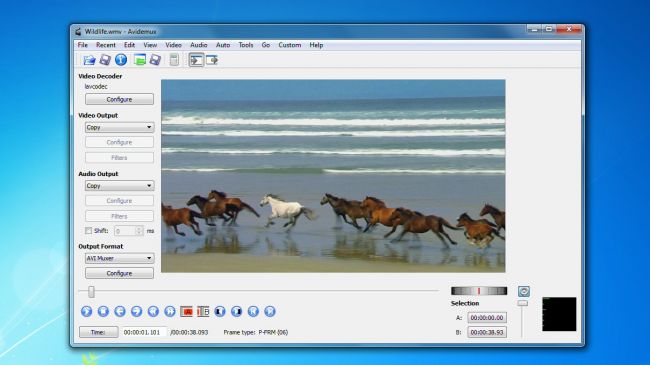 Wildlife.wmv - Avidemux
File Recent Edit View Video Audio Auto Tools Go Custom Help
Video Decoder
lavcodec
Configure
Video Output
Copy
Configure
Filters
Audio Output
Copy
Configure
Filters
Shift: 0 ms
Output Format
AVI Muxer
Configure
A B
Selection
A: 00:00:00.00
B: 00:00:38.93
Time: 00:00:01.101 /00:00:38.093 Frame type: P-FRM (06)